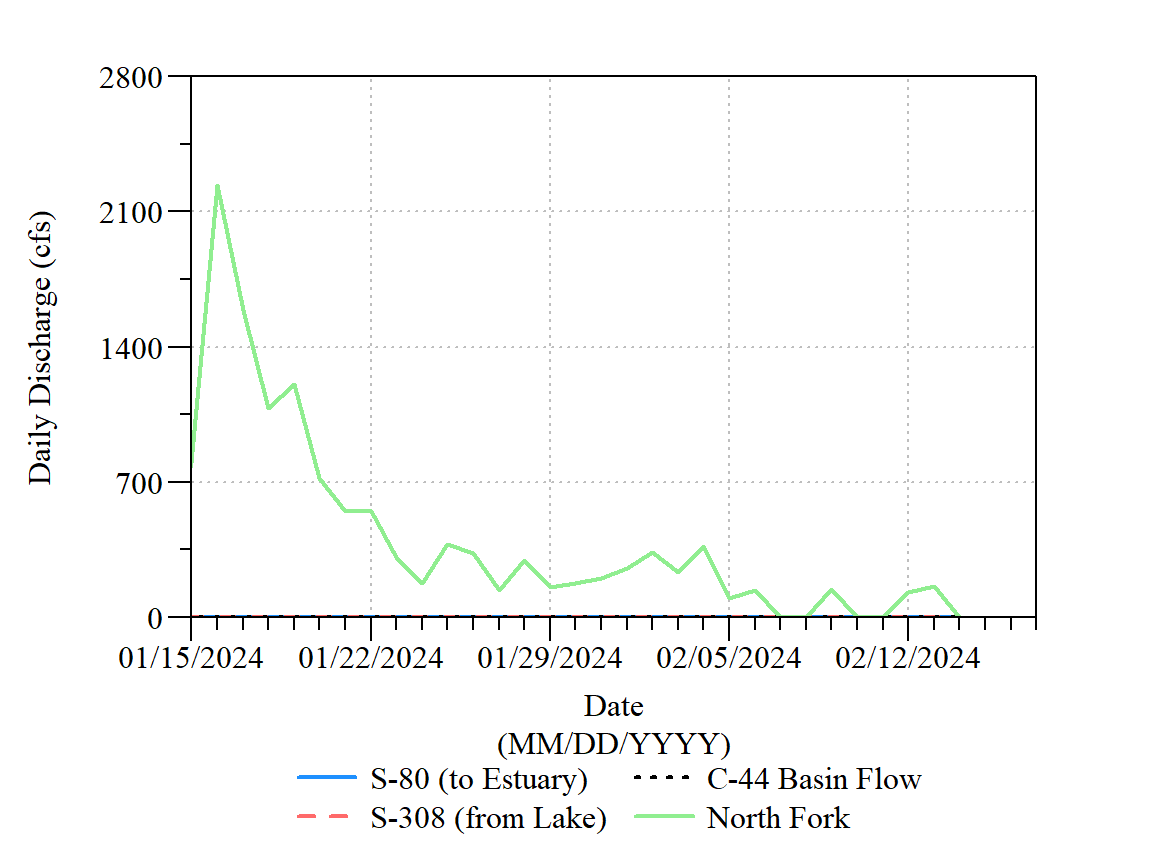 2800
2100
1400
700
0
Daily Discharge (cfs)
01/15/2024 01/22/2024 01/29/2024 02/05/2024 02/12/2024
Date
(MM/DD/YYYY)
S-80 (to Estuary) C-44 Basin Flow
S-308 (from Lake) North Fork